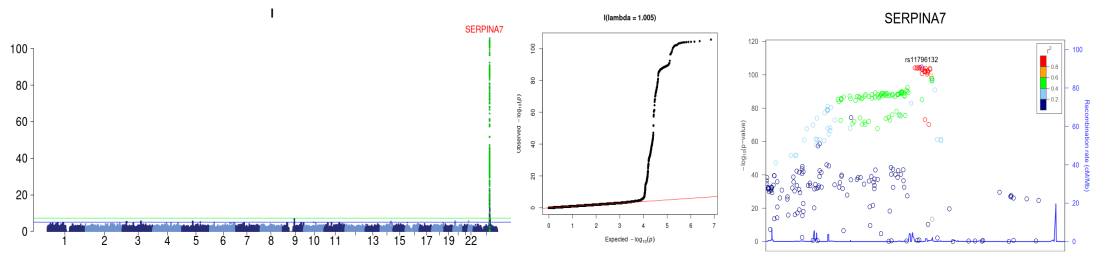 I
SERPINA7
100
80
60
40
20
0
1 2 3 4 5 6 7 8 9 10 11 13 15 17 19 22
I(lambda = 1.005)
Observed −log10(p)
100
80
60
40
20
0
0 1 2 3 4 5 6 7
Expected −log10(p)
SERPINA7
−log10(p−value)
120
100
80
60
40
20
0
rs11796132
r2
0.8
0.6
0.4
0.2
100
80
60
40
20
0
Recombination rate (cM/Mb)